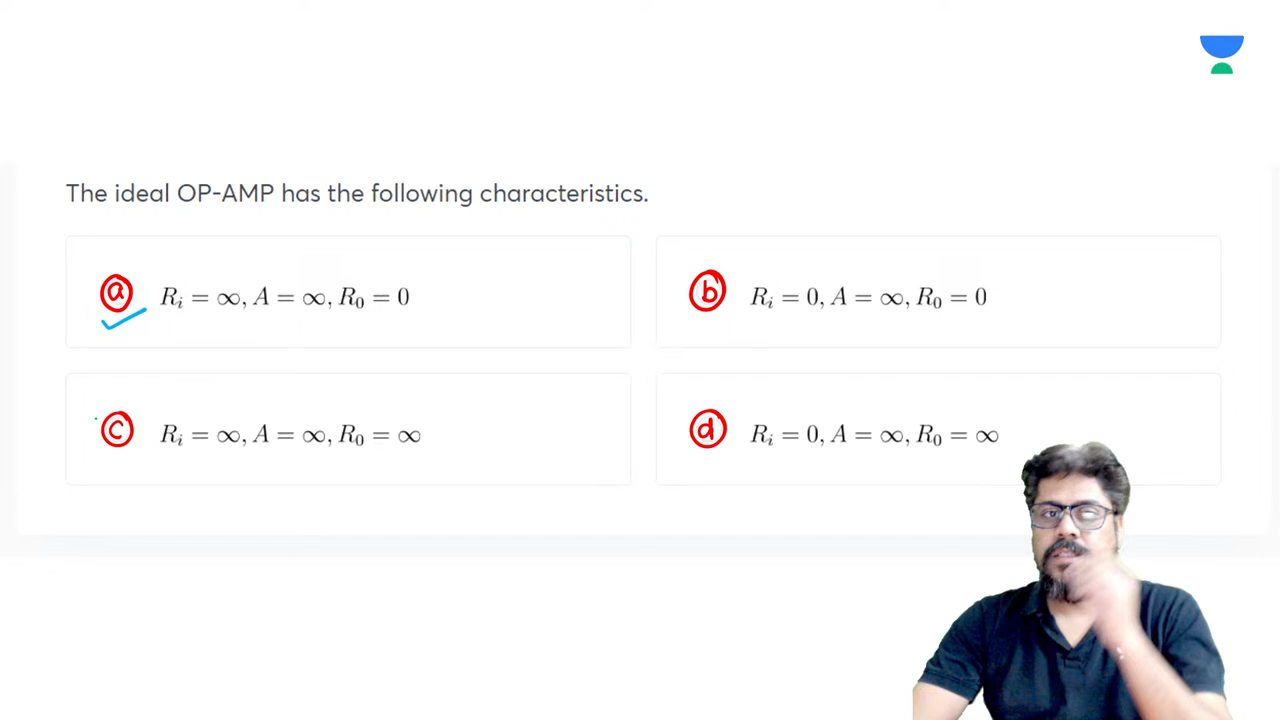 The ideal OP-AMP has the following characteristics.
ⓐ R_i = ∞, A = ∞, R_0 = 0
ⓑ R_i = 0, A = ∞, R_0 = 0
ⓒ R_i = ∞, A = ∞, R_0 = ∞
ⓓ R_i = 0, A = ∞, R_0 = ∞